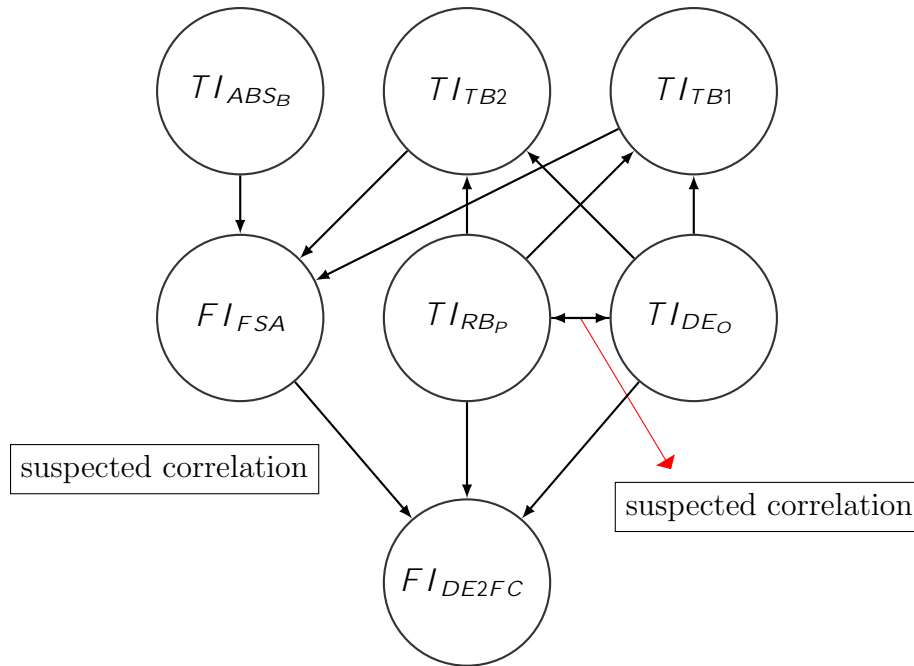 TI_{ABS_B}
TI_{TB2}
TI_{TB1}
FI_{FSA}
TI_{RB_P}
TI_{DE_O}
suspected correlation
suspected correlation
FI_{DE2FC}